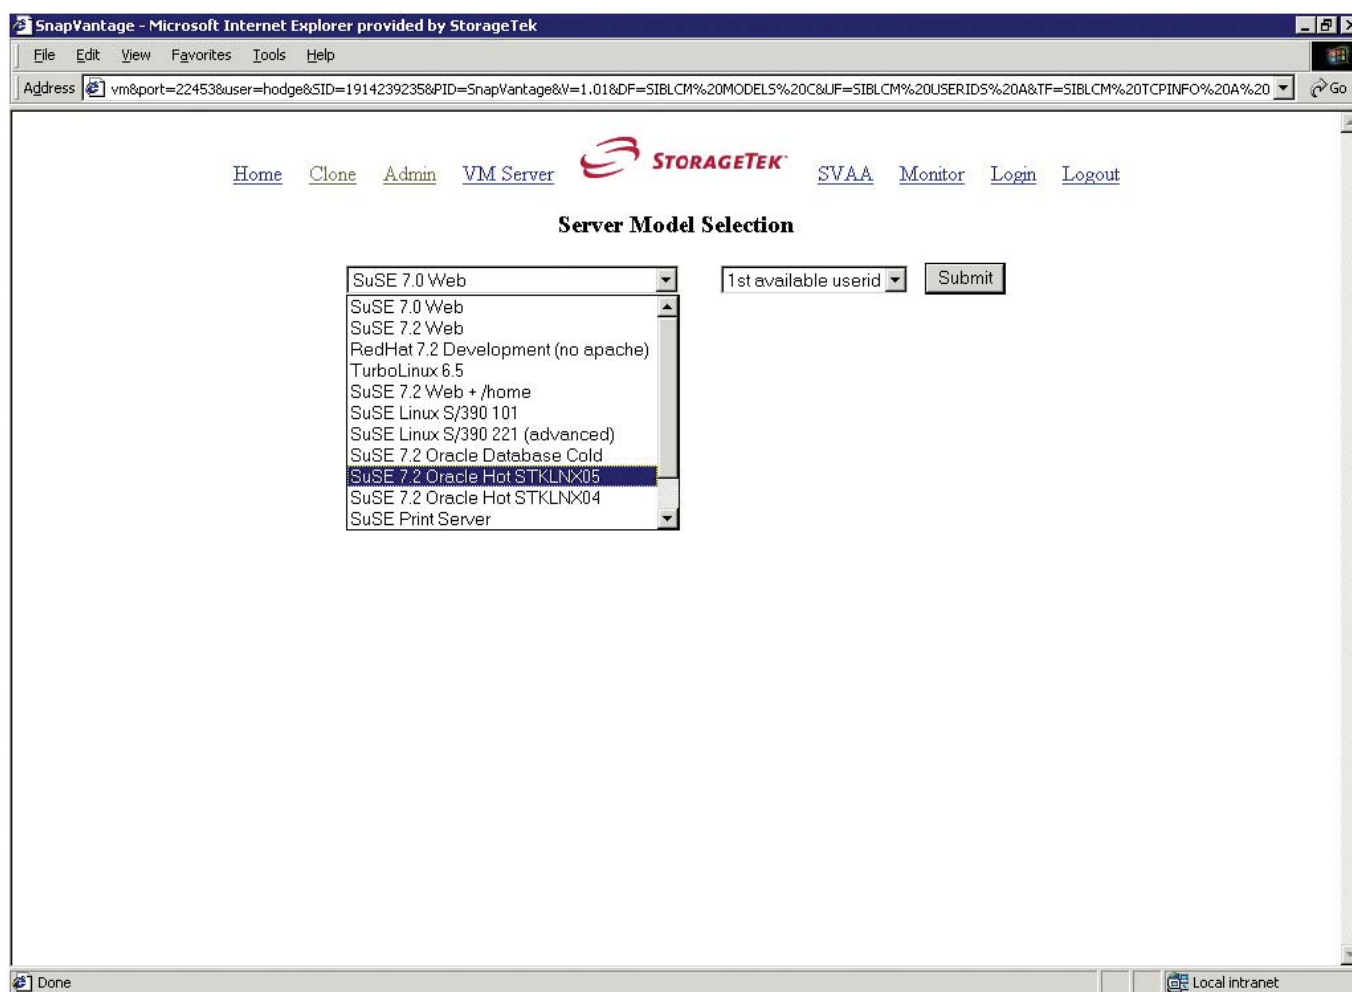 SnapVantage - Microsoft Internet Explorer provided by StorageTek
File Edit View Favorites Tools Help
Address vm&port=22453&user=hodge&SID=1914239235&PID=SnapVantage&V=1.01&DF=SIBLCM%20MODELS%20C&UF=SIBLCM%20USERIDS%20A&TF=SIBLCM%20TCPINFO%20A%20 Go
Home Clone Admin VM Server STORAGETEK SVAA Monitor Login Logout
Server Model Selection
SuSE 7.0 Web 1st available userid Submit
SuSE 7.0 Web
SuSE 7.2 Web
RedHat 7.2 Development (no apache)
TurboLinux 6.5
SuSE 7.2 Web + /home
SuSE Linux S/390 101
SuSE Linux S/390 221 (advanced)
SuSE 7.2 Oracle Database Cold
SuSE 7.2 Oracle Hot STKLNX05
SuSE 7.2 Oracle Hot STKLNX04
SuSE Print Server
Done Local intranet